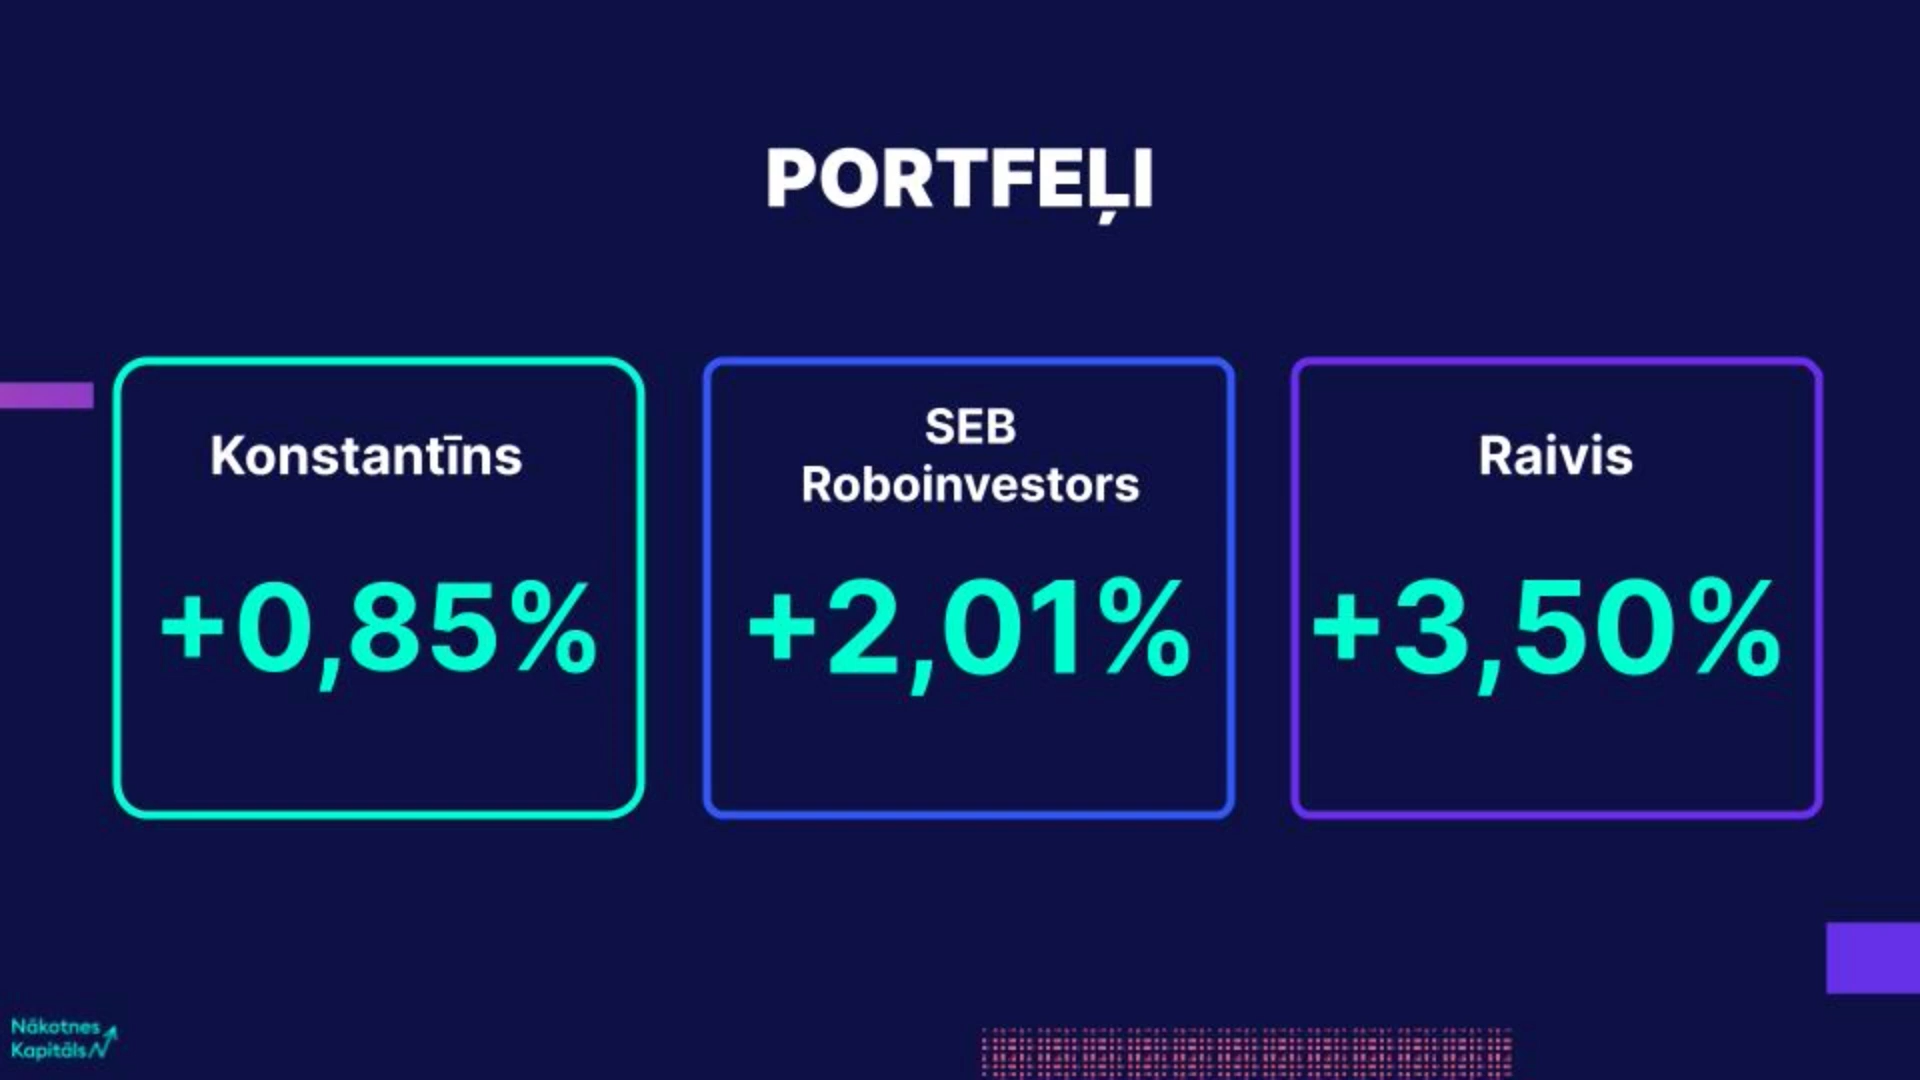 PORTFEĻI
Konstantīns
+0,85%
SEB
Roboinvestors
+2,01%
Raivis
+3,50%
Nākotnes
Kapitāls